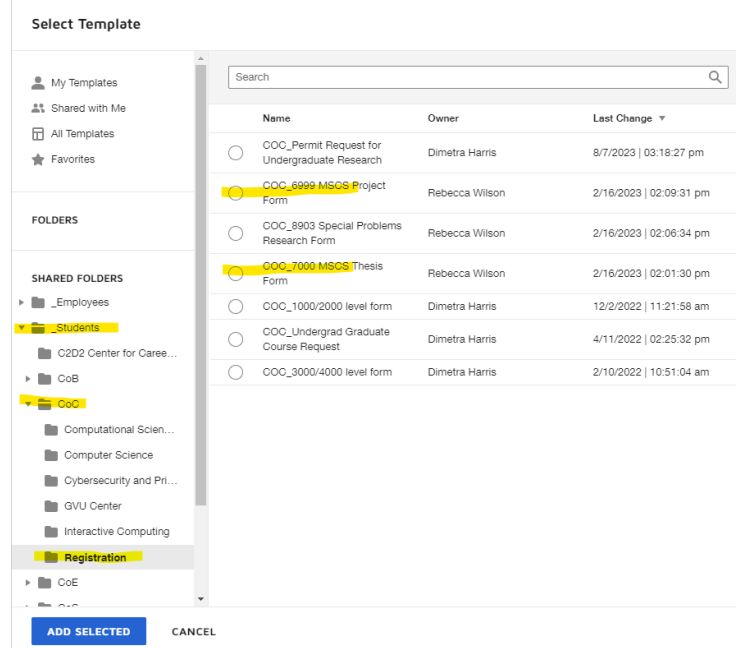 Select Template
My Templates
Shared with Me
All Templates
Favorites
FOLDERS
SHARED FOLDERS
_Employees
_Students
C2D2 Center for Caree...
CoB
CoC
Computational Scien...
Computer Science
Cybersecurity and Pri...
GVU Center
Interactive Computing
Registration
CoE
Search
Name Owner Last Change
COC_Permit Request for
Undergraduate Research Dimetra Harris 8/7/2023 | 03:18:27 pm
COC_6999 MSCS Project
Form Rebecca Wilson 2/16/2023 | 02:09:31 pm
COC_8903 Special Problems
Research Form Rebecca Wilson 2/16/2023 | 02:06:34 pm
COC_7000 MSCS Thesis
Form Rebecca Wilson 2/16/2023 | 02:01:30 pm
COC_1000/2000 level form Dimetra Harris 12/2/2022 | 11:21:58 am
COC_Undergrad Graduate
Course Request Dimetra Harris 4/11/2022 | 02:25:32 pm
COC_3000/4000 level form Dimetra Harris 2/10/2022 | 10:51:04 am
ADD SELECTED CANCEL